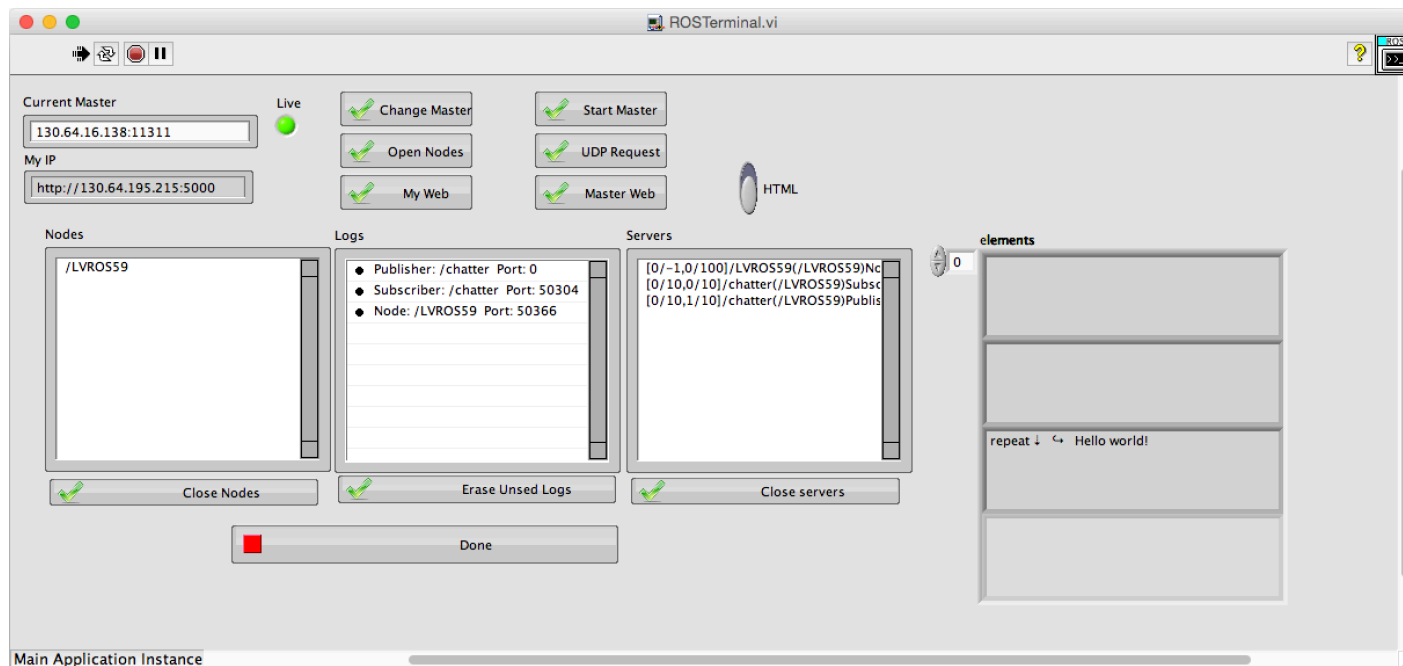 ROSTerminal.vi
ROS
Current Master
Live
130.64.16.138:11311
My IP
http://130.64.195.215:5000
Change Master
Start Master
Open Nodes
UDP Request
My Web
Master Web
HTML
Nodes
/LVROS59
Close Nodes
Logs
Publisher: /chatter Port: 0
Subscriber: /chatter Port: 50304
Node: /LVROS59 Port: 50366
Erase Unsed Logs
Servers
[0/-1,0/100]/LVROS59(/LVROS59)Nc
[0/10,0/10]/chatter(/LVROS59)Subsc
[0/10,1/10]/chatter(/LVROS59)Publis
Close servers
elements
0
repeat ↓ ↪ Hello world!
Done
Main Application Instance